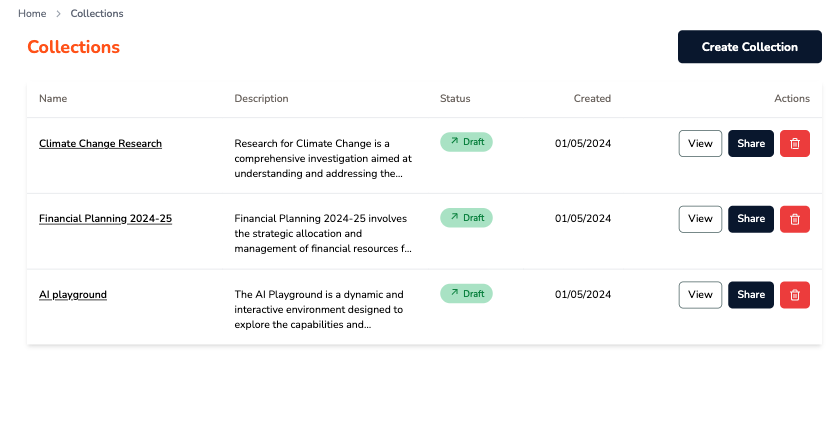 Home > Collections
Collections
Create Collection
Name Description Status Created Actions
Climate Change Research
Research for Climate Change is a
comprehensive investigation aimed at
understanding and addressing the...
Draft
01/05/2024
View Share
Financial Planning 2024-25
Financial Planning 2024-25 involves
the strategic allocation and
management of financial resources f...
Draft
01/05/2024
View Share
AI playground
The AI Playground is a dynamic and
interactive environment designed to
explore the capabilities and...
Draft
01/05/2024
View Share